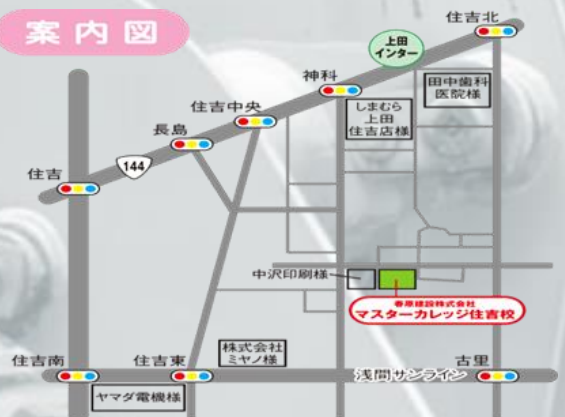 案内図
住吉北
上田
インター
田中歯科
医院様
神科
しまむら
上田
住吉店様
住吉中央
長島
144
住吉
中沢印刷様
春原建設株式会社
マスターカレッジ住吉校
株式会社
ミヤノ様
住吉南
住吉東
浅間サンライン
古里
ヤマダ電機様